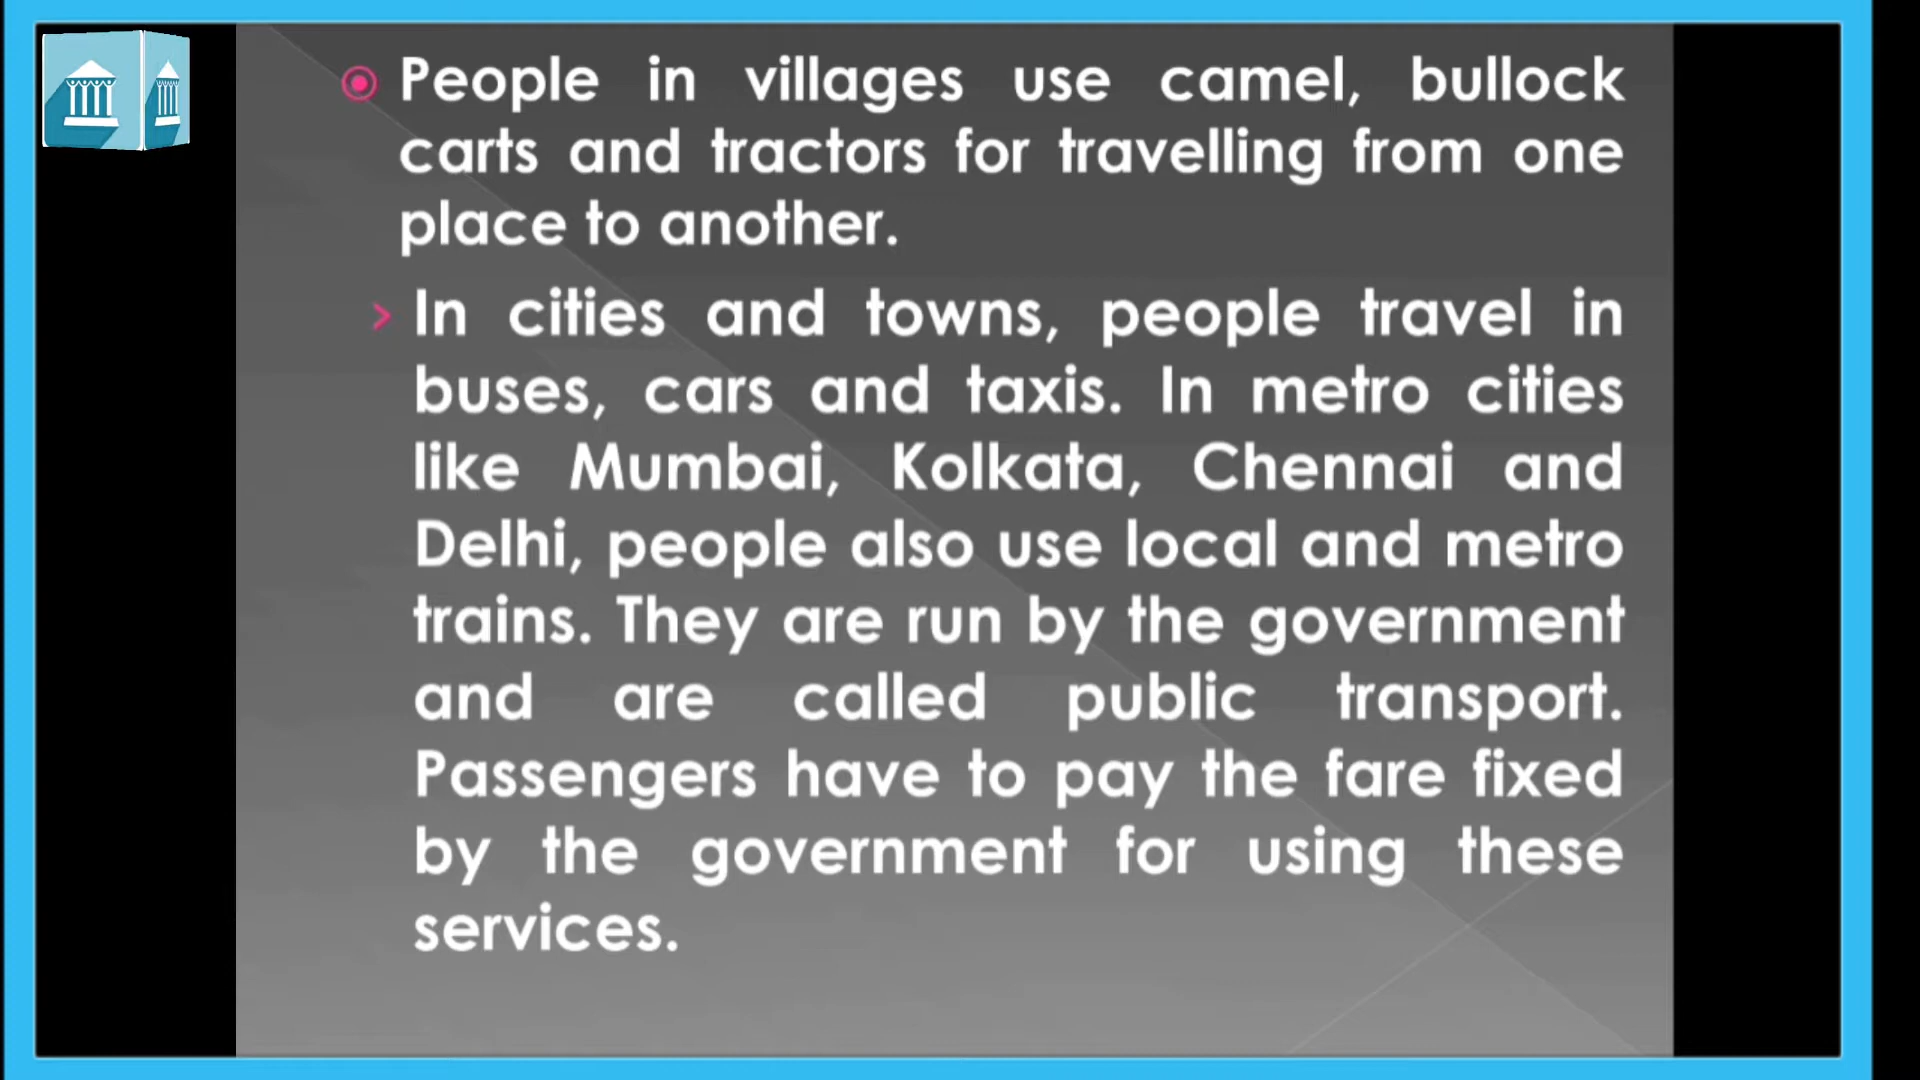 People in villages use camel, bullock
carts and tractors for travelling from one
place to another.
In cities and towns, people travel in
buses, cars and taxis. In metro cities
like Mumbai, Kolkata, Chennai and
Delhi, people also use local and metro
trains. They are run by the government
and are called public transport.
Passengers have to pay the fare fixed
by the government for using these
services.